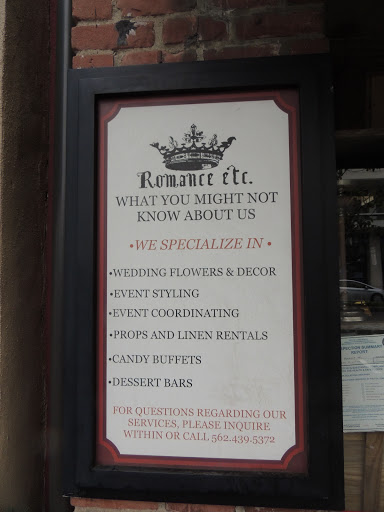 Romance etc.
WHAT YOU MIGHT NOT
KNOW ABOUT US
•WE SPECIALIZE IN •
•WEDDING FLOWERS & DECOR
•EVENT STYLING
•EVENT COORDINATING
•PROPS AND LINEN RENTALS
•CANDY BUFFETS
•DESSERT BARS
FOR QUESTIONS REGARDING OUR
SERVICES, PLEASE INQUIRE
WITHIN OR CALL 562.439.5372